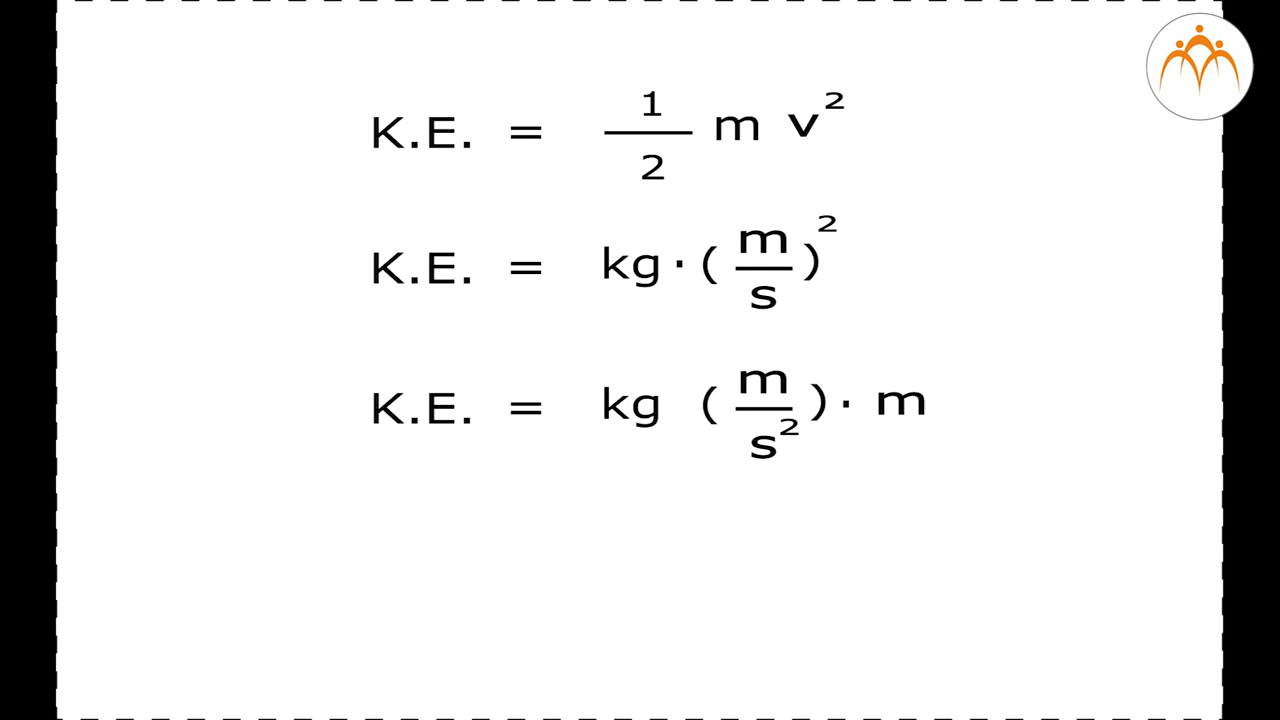 K.E. = 1/2 m v²
K.E. = kg · (m/s)²
K.E. = kg (m/s²) · m